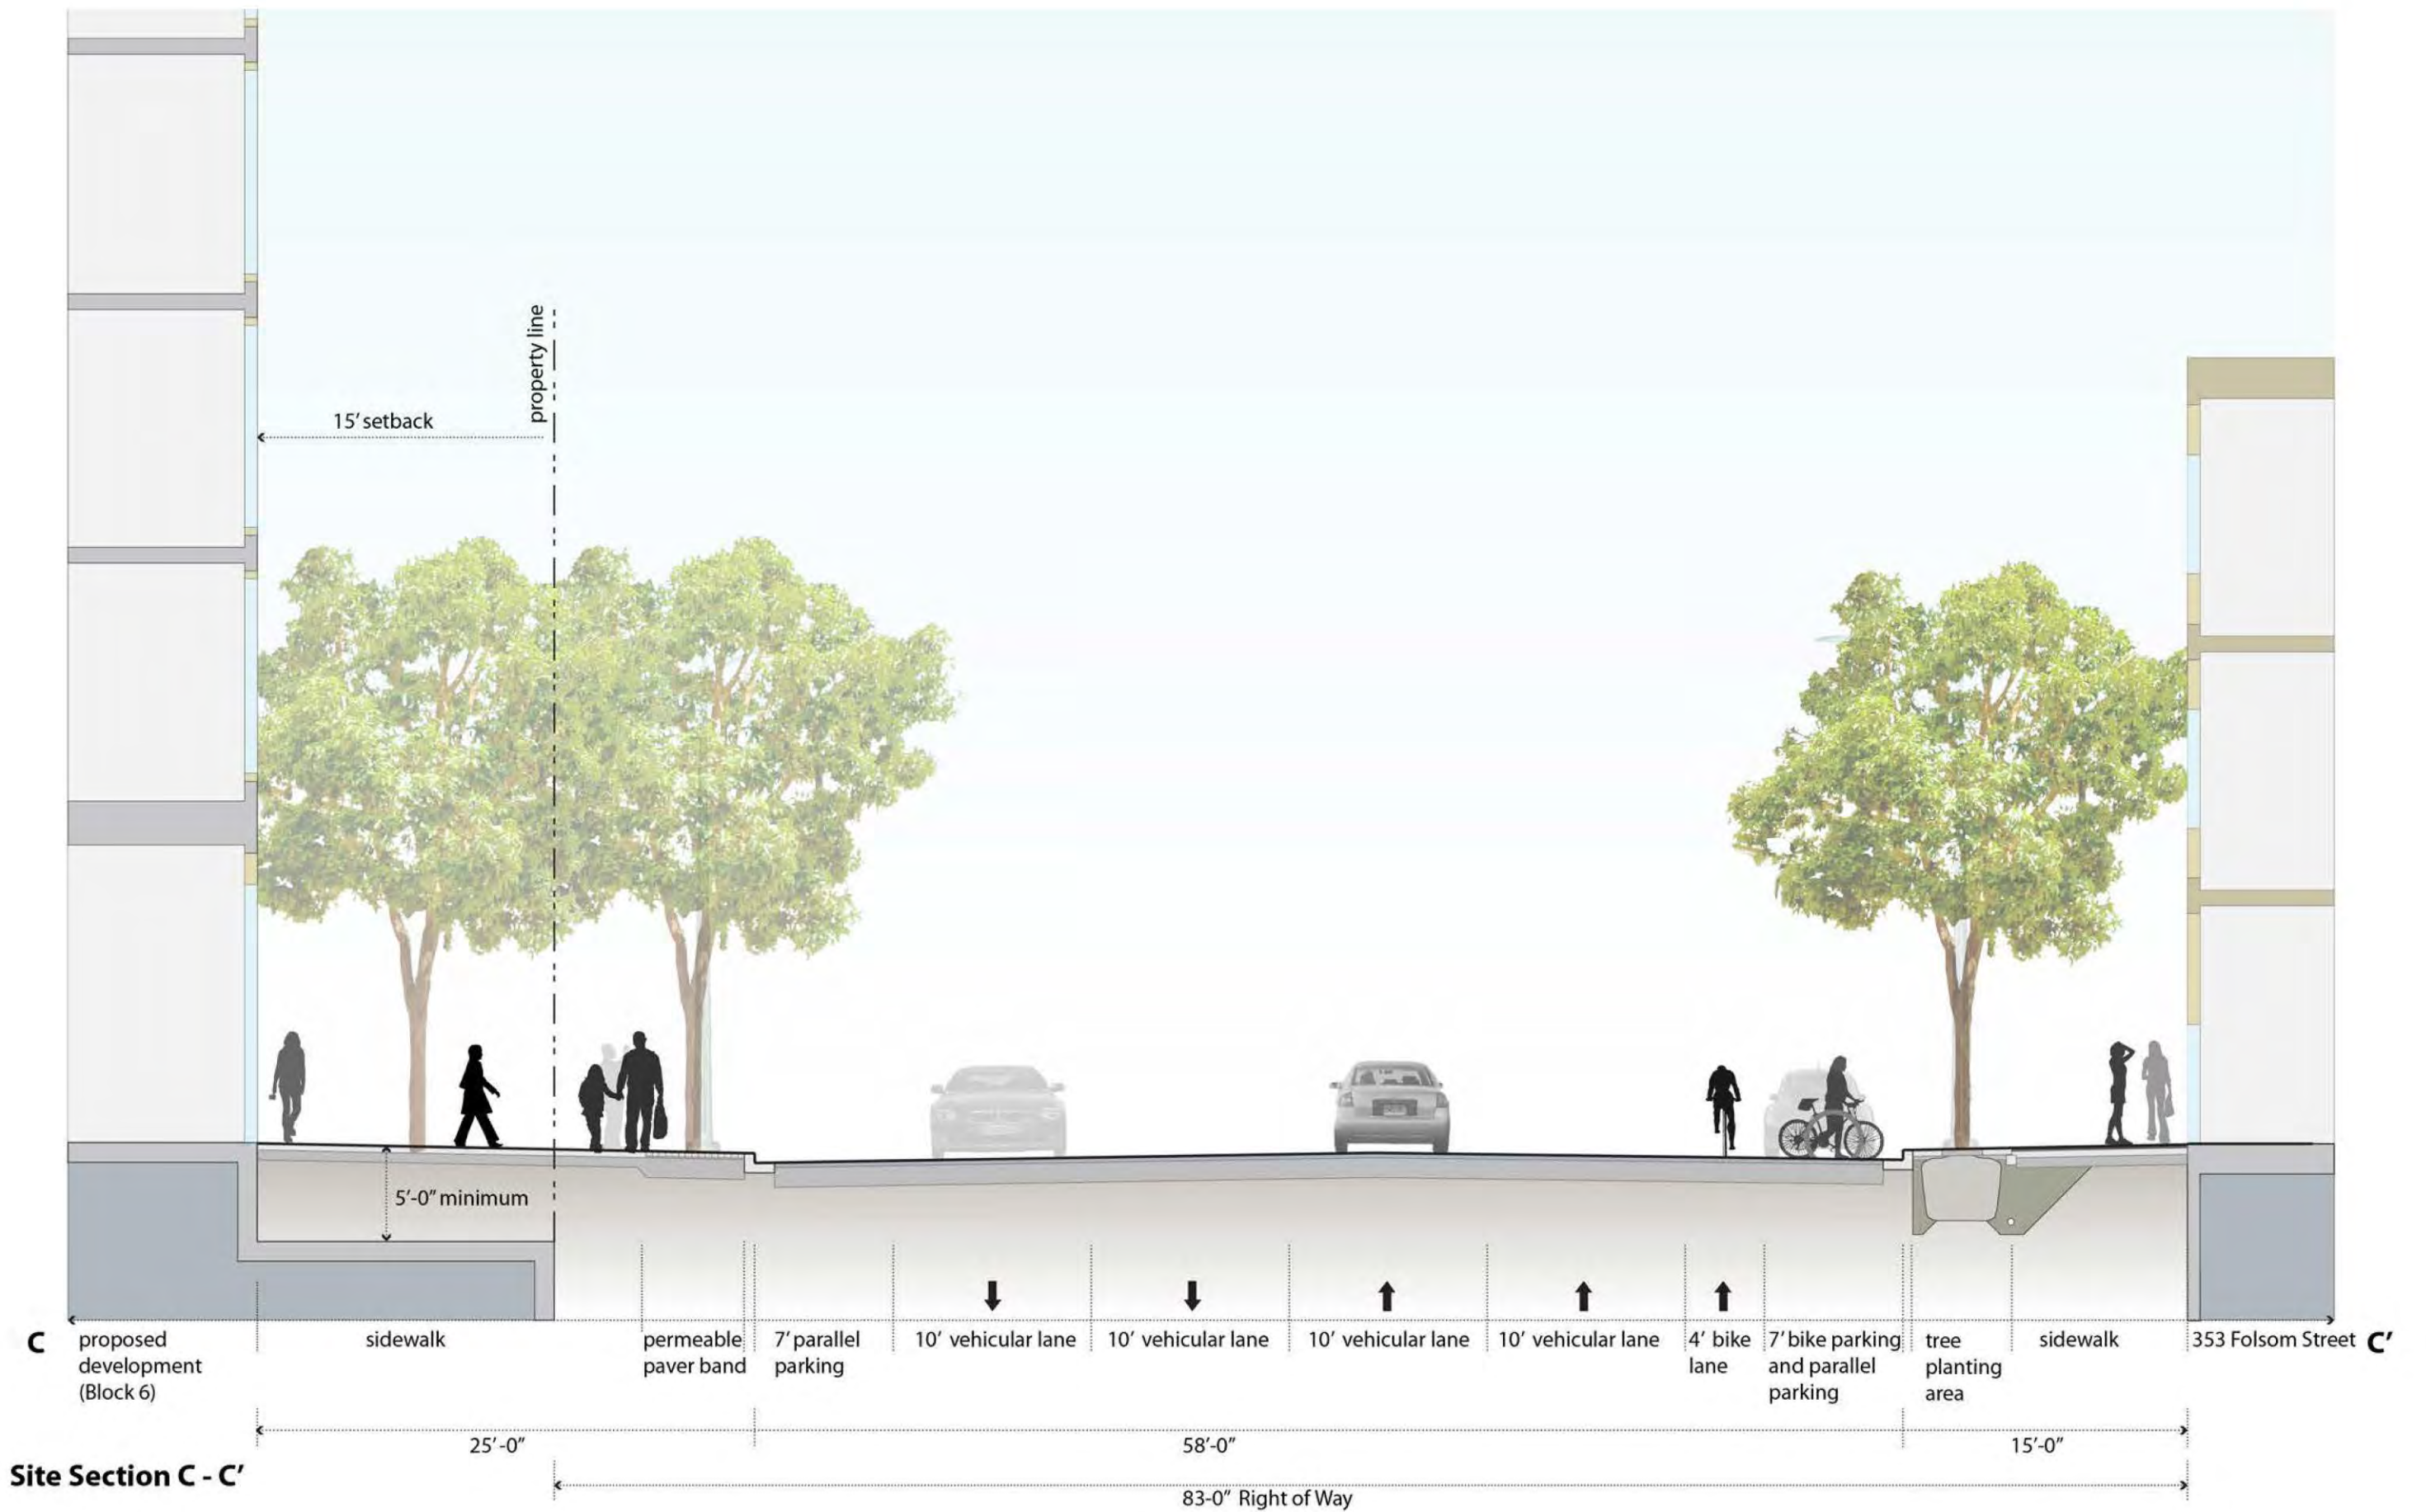 property line
15’ setback
5’-0” minimum
C
proposed
development
(Block 6)
sidewalk
permeable
paver band
7’ parallel
parking
10’ vehicular lane
10’ vehicular lane
10’ vehicular lane
10’ vehicular lane
4’ bike
lane
7’ bike parking
and parallel
parking
tree
planting
area
sidewalk
353 Folsom Street
C’
25’-0”
58’-0”
15’-0”
Site Section C - C’
83-0” Right of Way